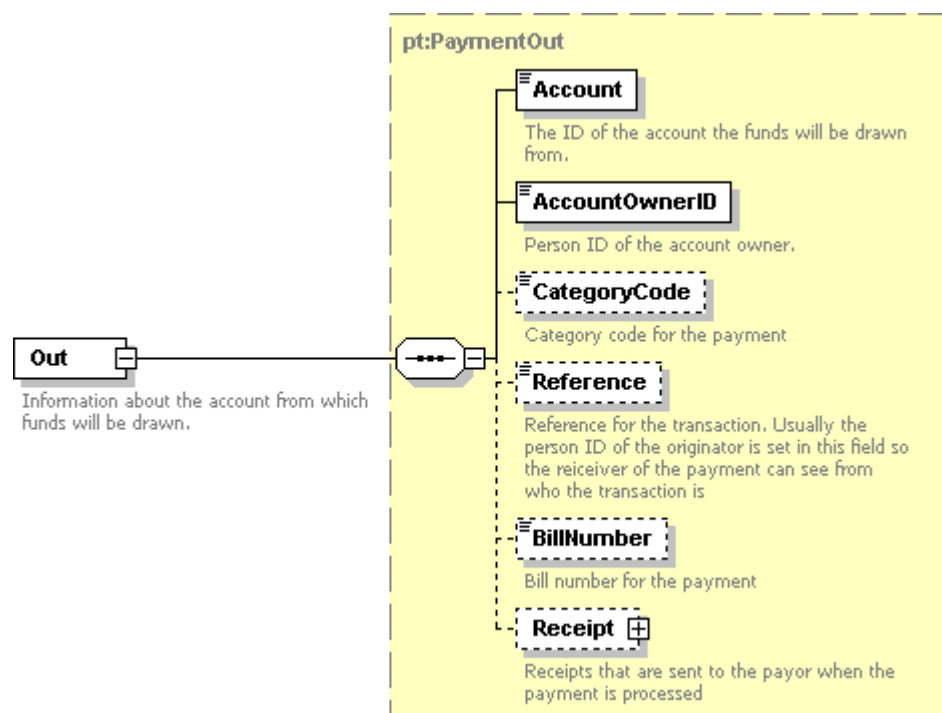 pt:PaymentOut
Account
The ID of the account the funds will be drawn
from.
AccountOwnerID
Person ID of the account owner.
CategoryCode
Category code for the payment
Out
Information about the account from which
funds will be drawn.
Reference
Reference for the transaction. Usually the
person ID of the originator is set in this field so
the reiceiver of the payment can see from
who the transaction is
BillNumber
Bill number for the payment
Receipt
Receipts that are sent to the payor when the
payment is processed